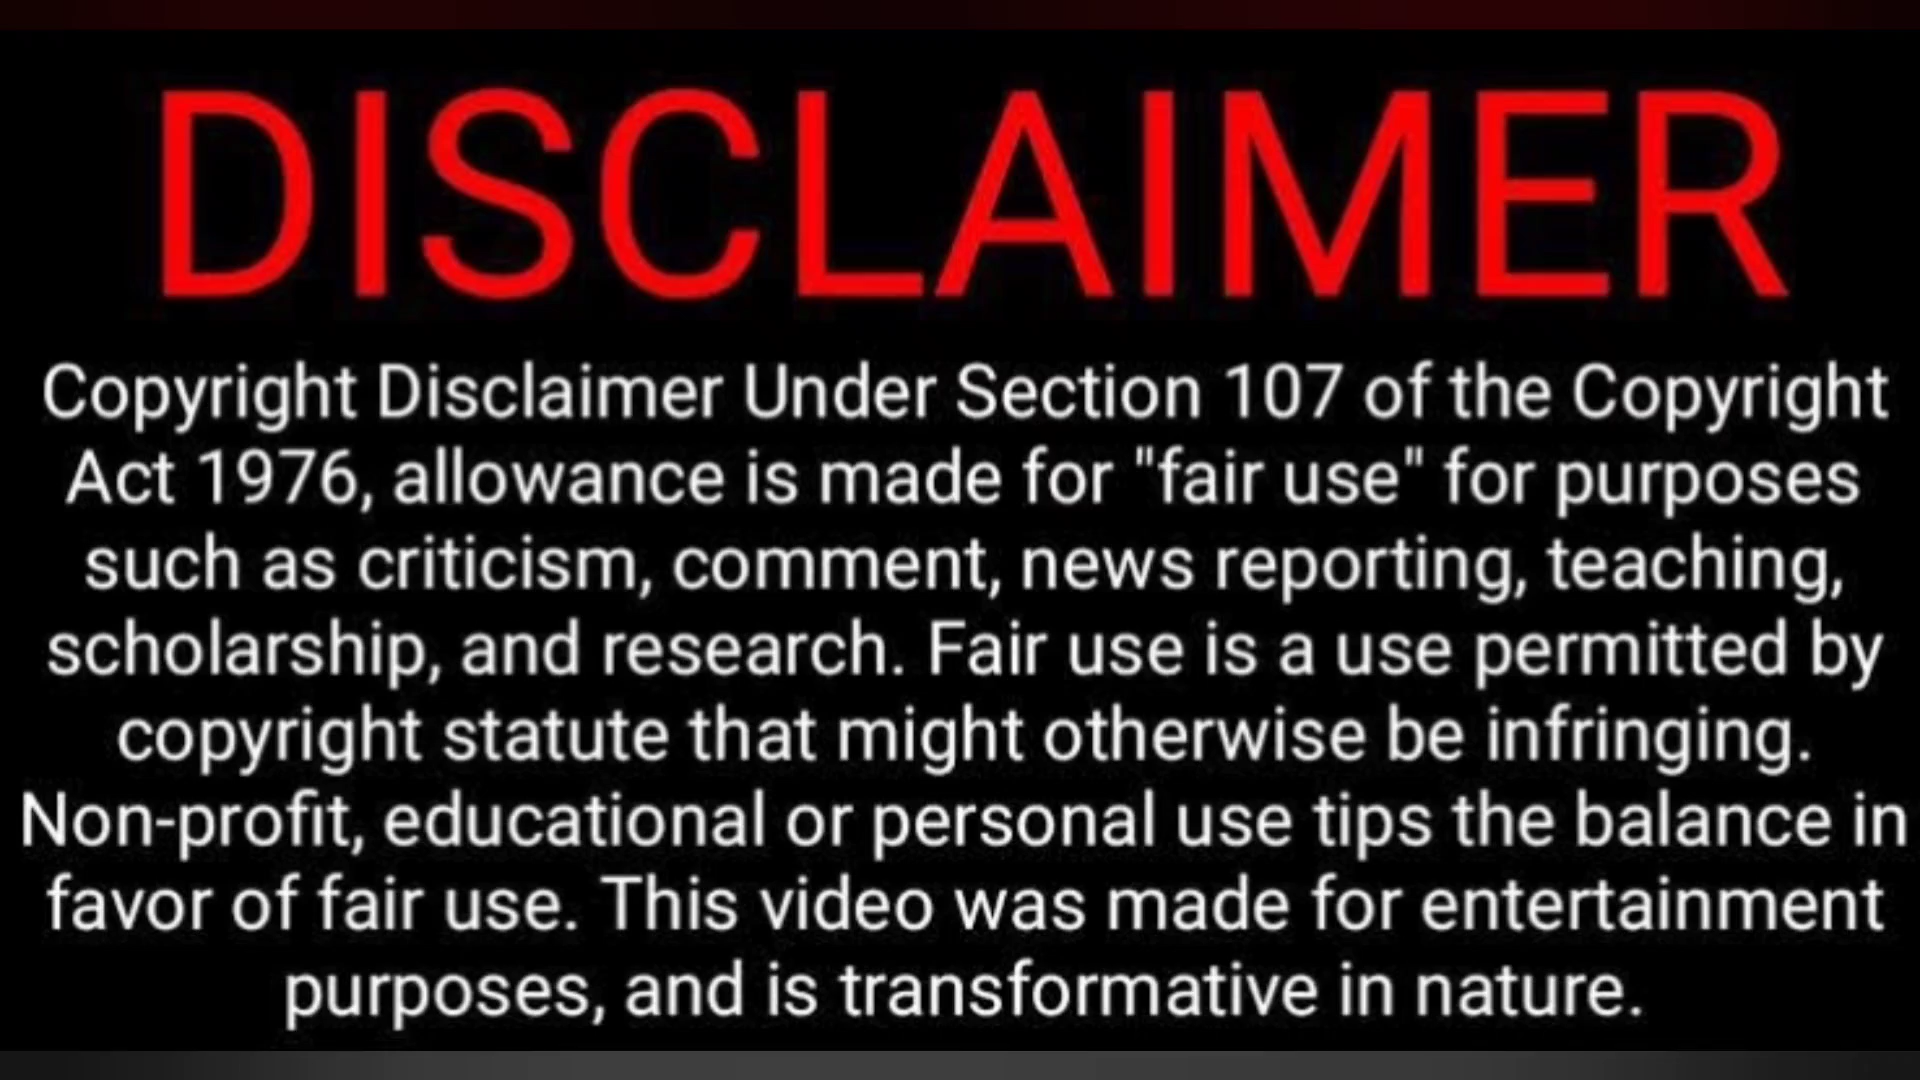 DISCLAIMER
Copyright Disclaimer Under Section 107 of the Copyright
Act 1976, allowance is made for "fair use" for purposes
such as criticism, comment, news reporting, teaching,
scholarship, and research. Fair use is a use permitted by
copyright statute that might otherwise be infringing.
Non-profit, educational or personal use tips the balance in
favor of fair use. This video was made for entertainment
purposes, and is transformative in nature.